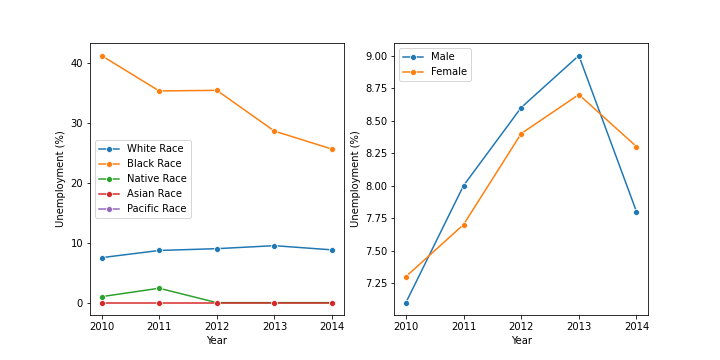 40
30
20
10
0
Unemployment (%)
White Race
Black Race
Native Race
Asian Race
Pacific Race
2010 2011 2012 2013 2014
Year
9.00
8.75
8.50
8.25
8.00
7.75
7.50
7.25
Unemployment (%)
Male
Female
2010 2011 2012 2013 2014
Year